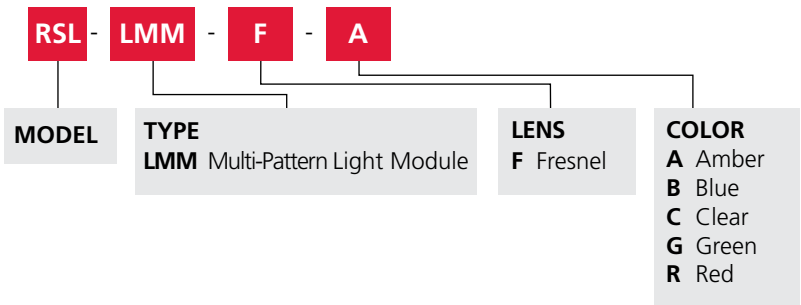 RSL - LMM - F - A
MODEL
TYPE
LMM Multi-Pattern Light Module
LENS
F Fresnel
COLOR
A Amber
B Blue
C Clear
G Green
R Red